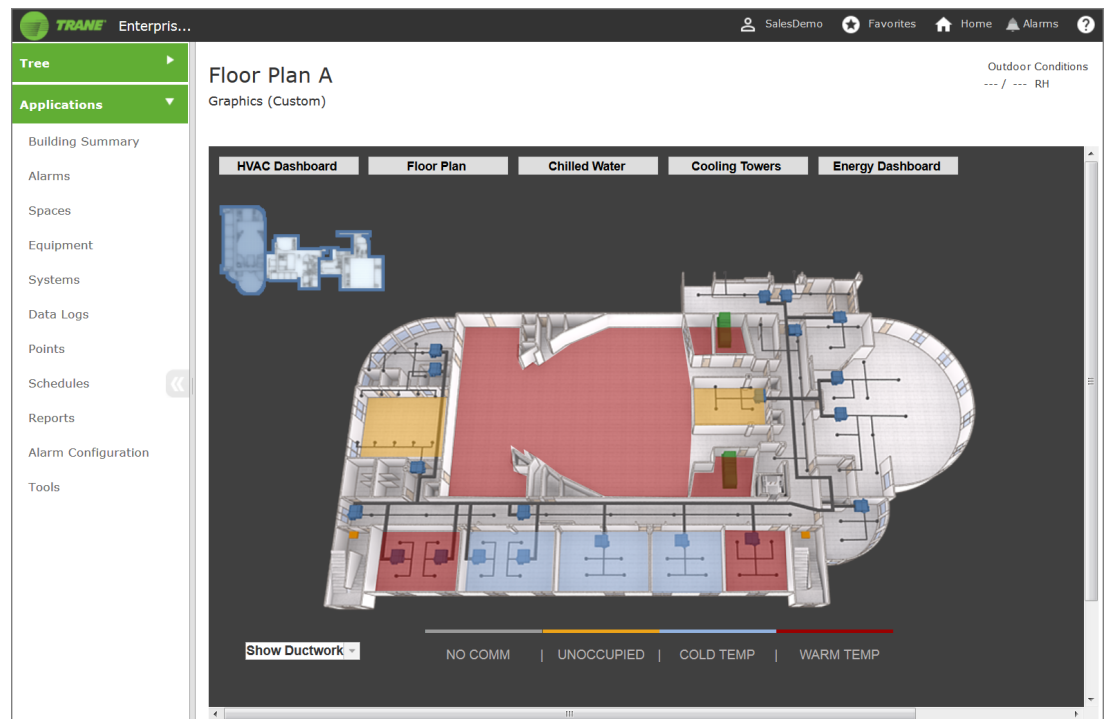 TRANE Enterpris... SalesDemo Favorites Home Alarms ?
Tree
Applications
Building Summary
Alarms
Spaces
Equipment
Systems
Data Logs
Points
Schedules
Reports
Alarm Configuration
Tools
Floor Plan A
Graphics (Custom)
Outdoor Conditions
--- / --- RH
HVAC Dashboard Floor Plan Chilled Water Cooling Towers Energy Dashboard
Show Ductwork
NO COMM | UNOCCUPIED | COLD TEMP | WARM TEMP